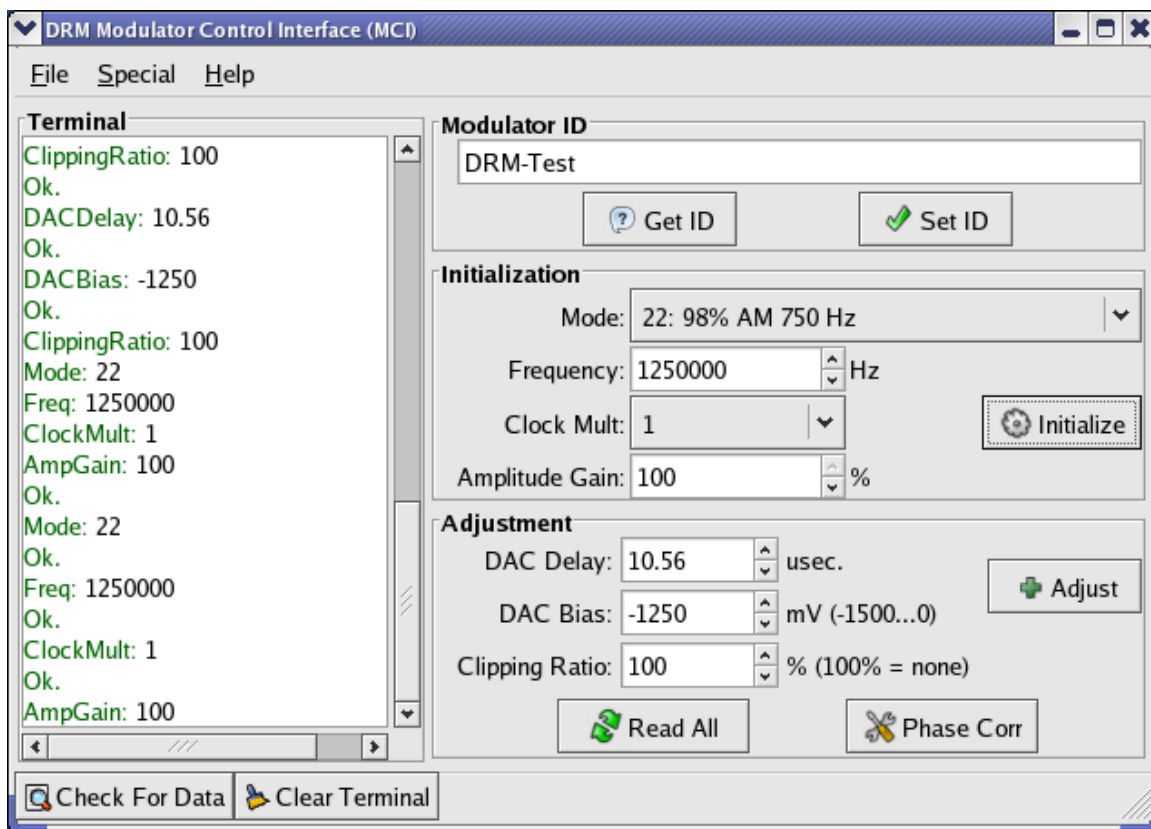 DRM Modulator Control Interface (MCI)
File Special Help
Terminal
ClippingRatio: 100
Ok.
DACDelay: 10.56
Ok.
DACBias: -1250
Ok.
ClippingRatio: 100
Mode: 22
Freq: 1250000
ClockMult: 1
AmpGain: 100
Ok.
Mode: 22
Ok.
Freq: 1250000
Ok.
ClockMult: 1
Ok.
AmpGain: 100
Modulator ID
DRM-Test
Get ID Set ID
Initialization
Mode: 22: 98% AM 750 Hz
Frequency: 1250000 Hz
Clock Mult: 1 Initialize
Amplitude Gain: 100 %
Adjustment
DAC Delay: 10.56 usec.
Adjust
DAC Bias: -1250 mV (-1500...0)
Clipping Ratio: 100 % (100% = none)
Read All Phase Corr
Check For Data Clear Terminal